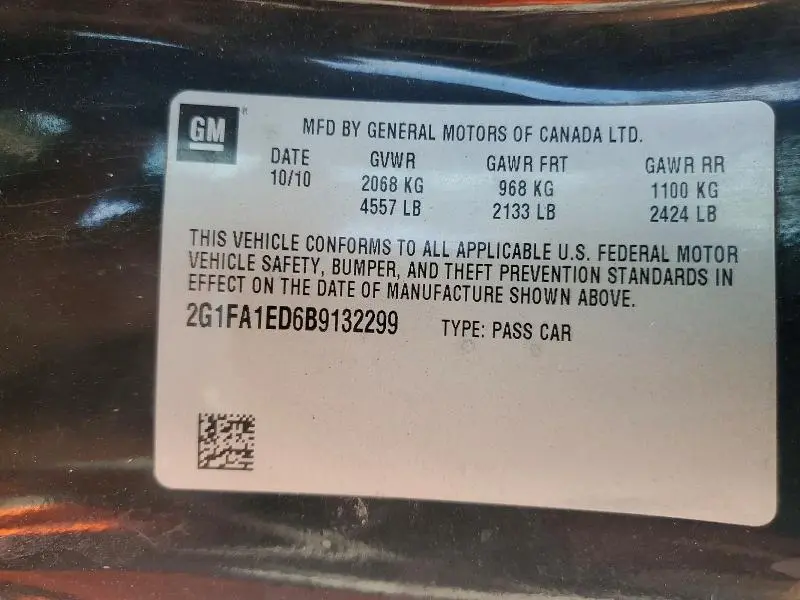 GM®
MFD BY GENERAL MOTORS OF CANADA LTD.
DATE GVWR GAWR FRT GAWR RR
10/10 2068 KG 968 KG 1100 KG
4557 LB 2133 LB 2424 LB
THIS VEHICLE CONFORMS TO ALL APPLICABLE U.S. FEDERAL MOTOR
VEHICLE SAFETY, BUMPER, AND THEFT PREVENTION STANDARDS IN
EFFECT ON THE DATE OF MANUFACTURE SHOWN ABOVE.
2G1FA1ED6B9132299 TYPE: PASS CAR